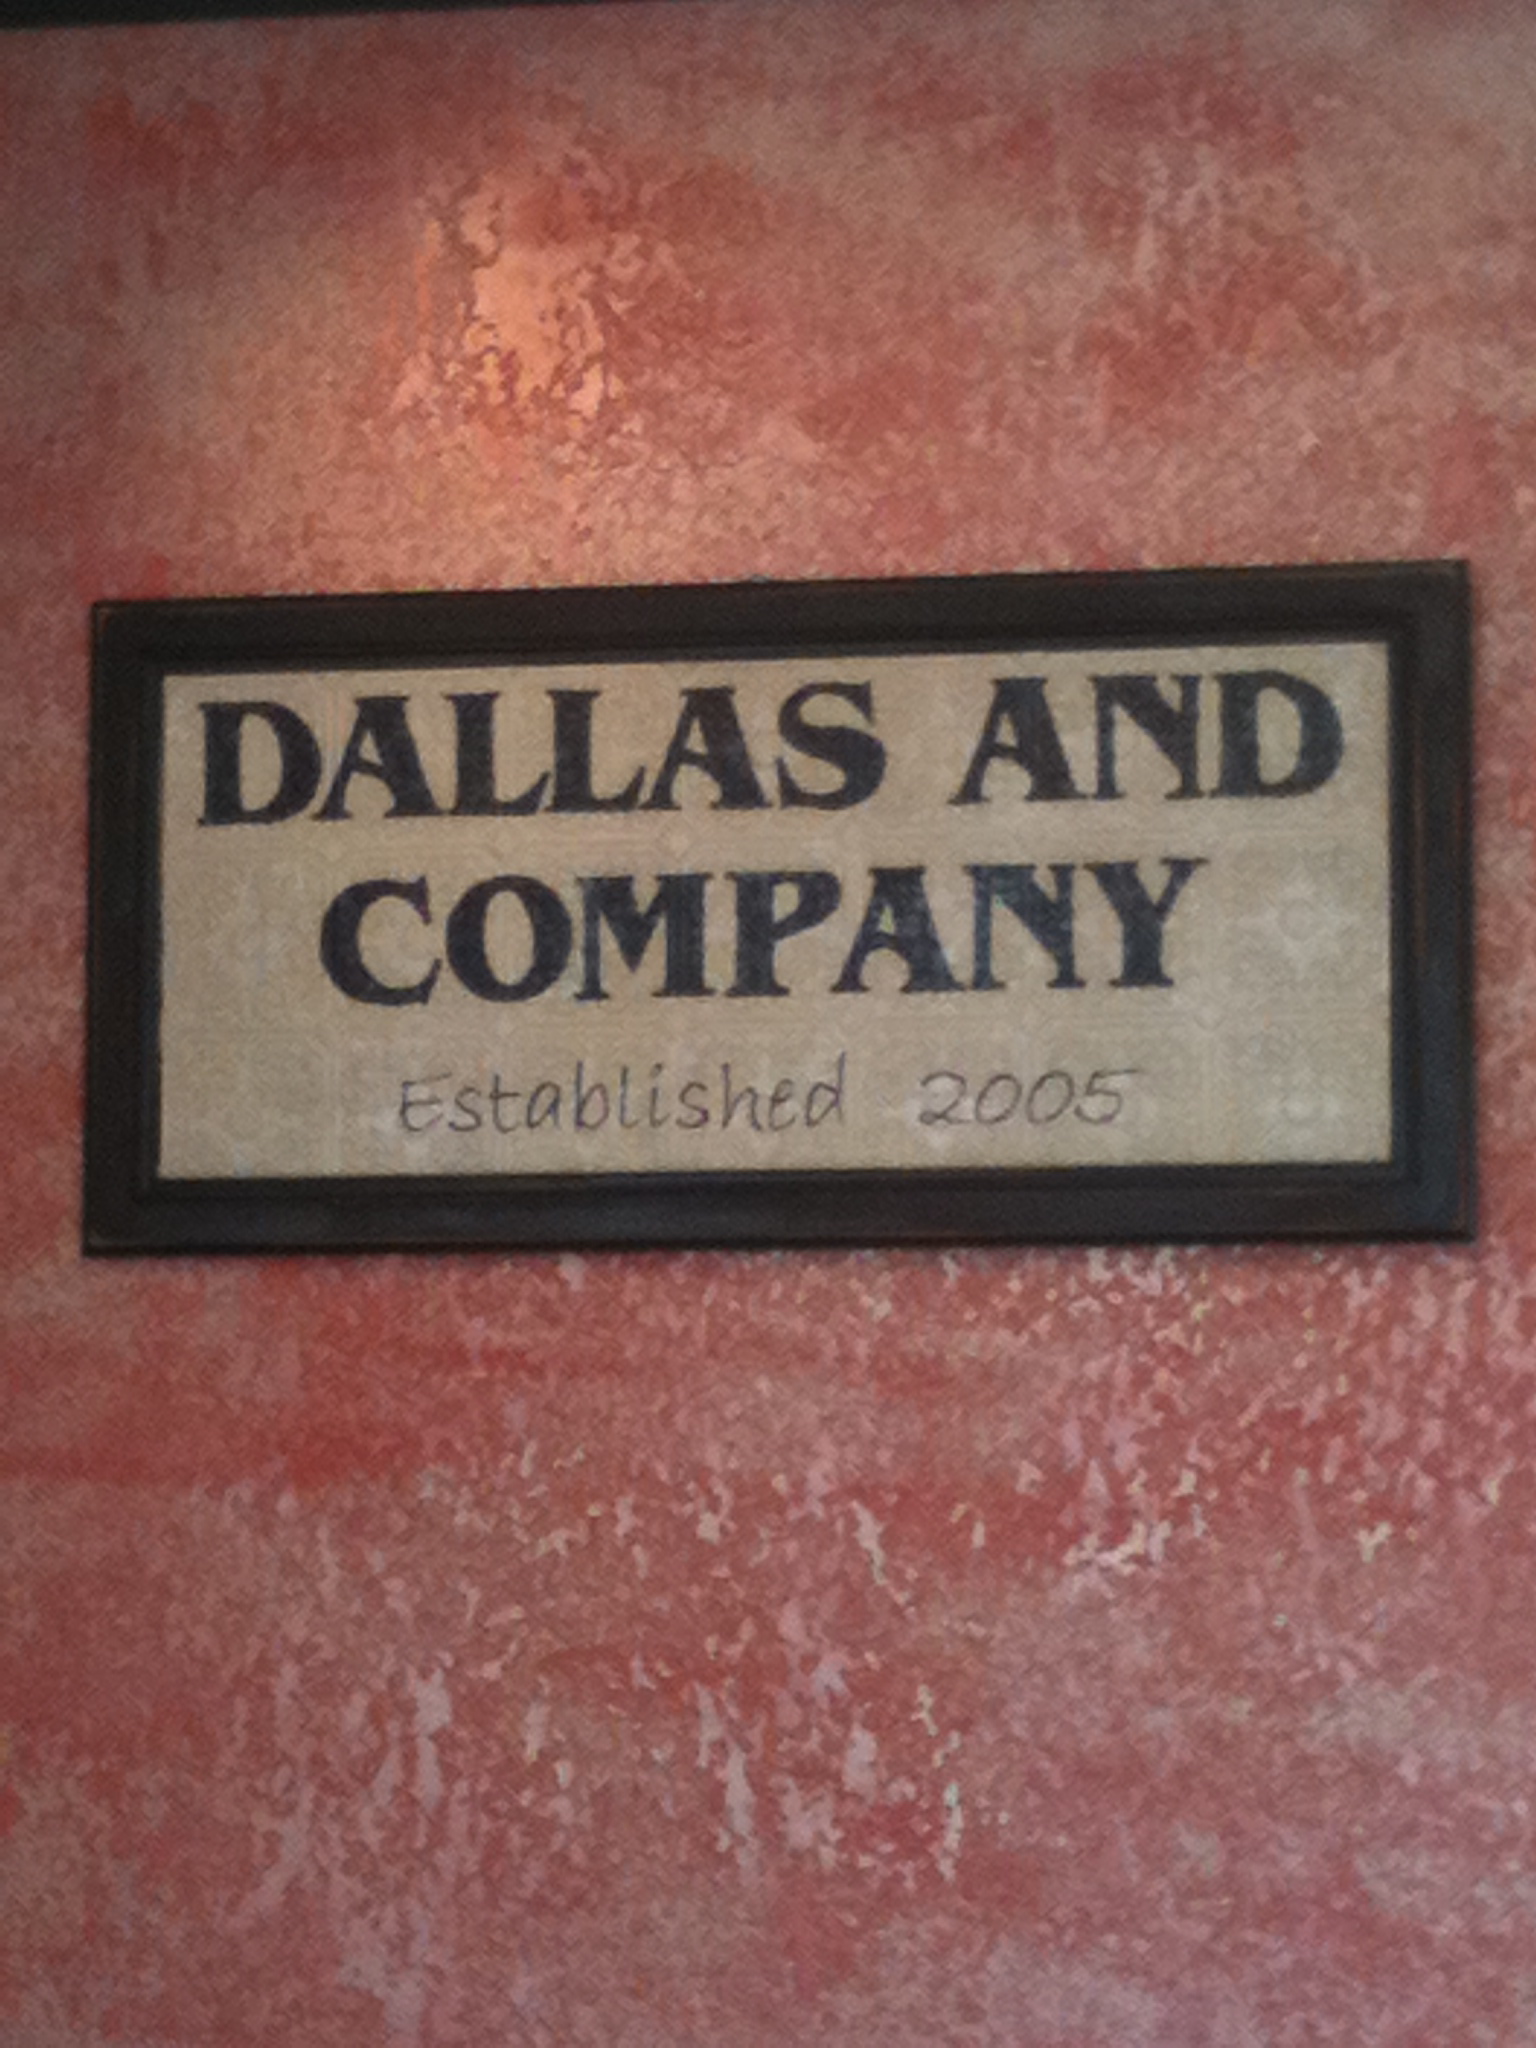 DALLAS AND
COMPANY
Established 2005